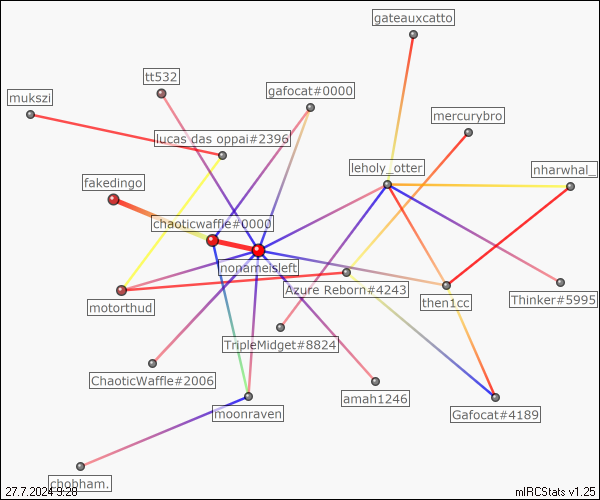 gateauxcatto
tt532
gafocat#0000
mukszi
mercurybro
lucas das oppai#2396
leholy_otter
nharwhal_
fakedingo
chaoticwaffle#0000
nonameisleft
Azure Reborn#4243
motorthud
then1cc
Thinker#5995
TripleMidget#8824
ChaoticWaffle#2006
amah1246
moonraven
Gafocat#4189
chobham.
27.7.2024 9:28
mIRCStats v1.25